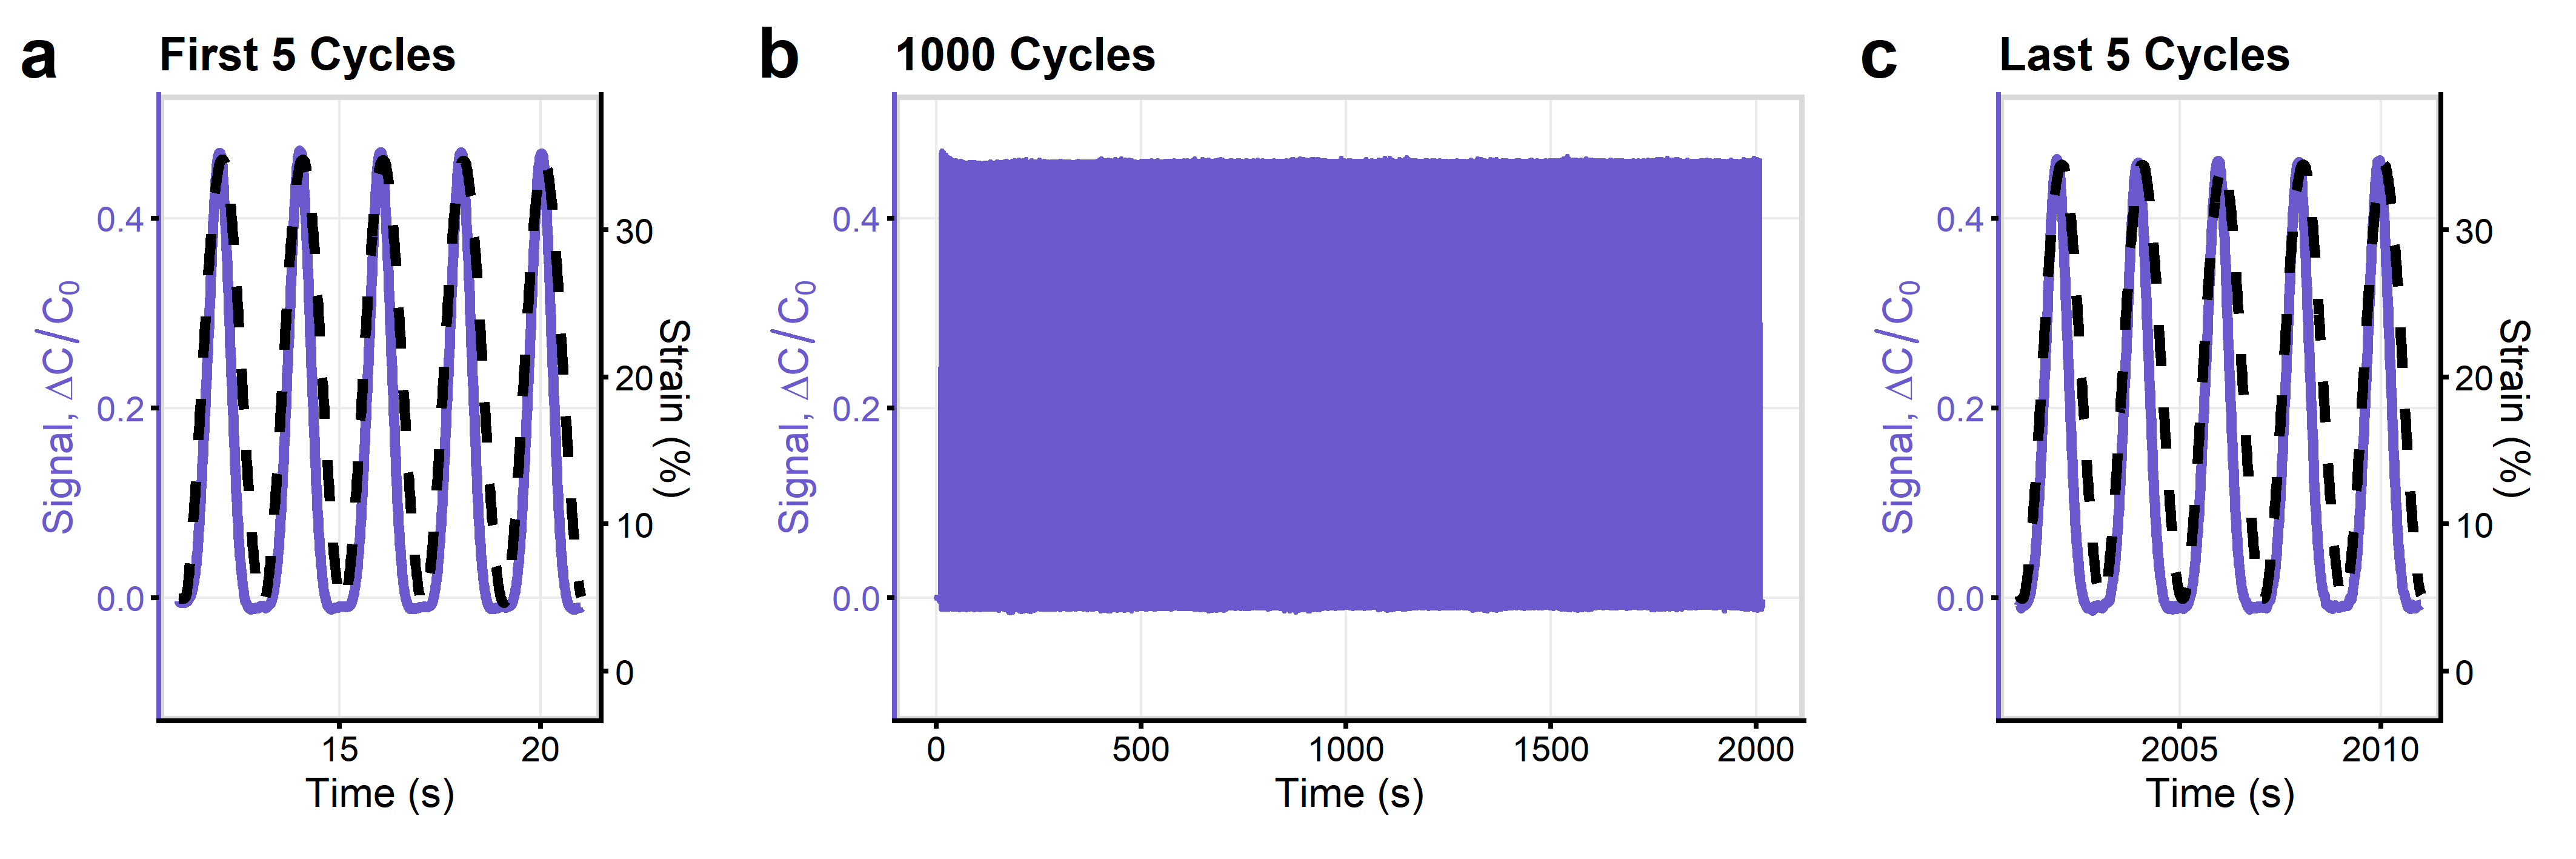 a
First 5 Cycles
Signal, ΔC/C₀
0.4
0.2
0.0
30
20
10
0
Strain (%)
15
20
Time (s)
b
1000 Cycles
Signal, ΔC/C₀
0.4
0.2
0.0
0
500
1000
1500
2000
Time (s)
c
Last 5 Cycles
Signal, ΔC/C₀
0.4
0.2
0.0
30
20
10
0
Strain (%)
2005
2010
Time (s)